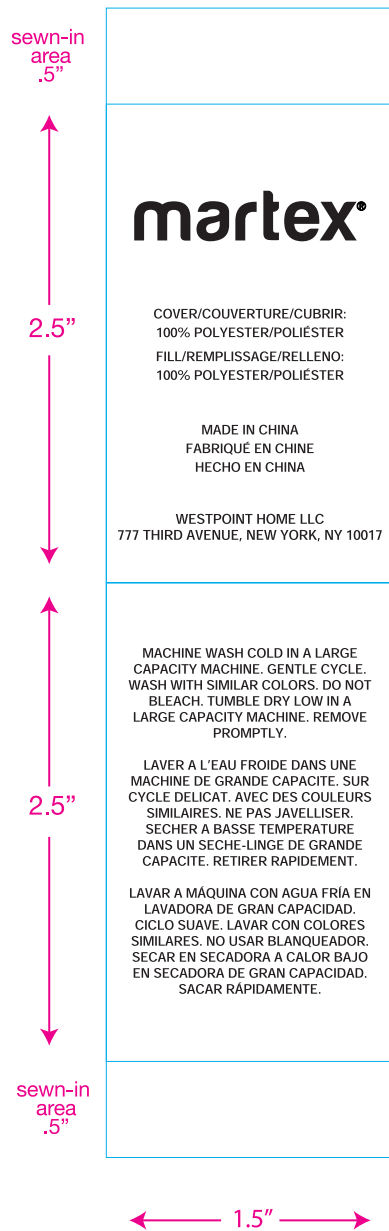 sewn-in
area
.5”
martex®
2.5”
COVER/COUVERTURE/CUBRIR:
100% POLYESTER/POLIÉSTER
FILL/REMPLISSAGE/RELLENO:
100% POLYESTER/POLIÉSTER
MADE IN CHINA
FABRIQUÉ EN CHINE
HECHO EN CHINA
WESTPOINT HOME LLC
777 THIRD AVENUE, NEW YORK, NY 10017
2.5”
MACHINE WASH COLD IN A LARGE
CAPACITY MACHINE. GENTLE CYCLE.
WASH WITH SIMILAR COLORS. DO NOT
BLEACH. TUMBLE DRY LOW IN A
LARGE CAPACITY MACHINE. REMOVE
PROMPTLY.
LAVER A L’EAU FROIDE DANS UNE
MACHINE DE GRANDE CAPACITE. SUR
CYCLE DELICAT. AVEC DES COULEURS
SIMILAIRES. NE PAS JAVELLISER.
SECHER A BASSE TEMPERATURE
DANS UN SECHE-LINGE DE GRANDE
CAPACITE. RETIRER RAPIDEMENT.
LAVAR A MÁQUINA CON AGUA FRÍA EN
LAVADORA DE GRAN CAPACIDAD.
CICLO SUAVE. LAVAR CON COLORES
SIMILARES. NO USAR BLANQUEADOR.
SECAR EN SECADORA A CALOR BAJO
EN SECADORA DE GRAN CAPACIDAD.
SACAR RÁPIDAMENTE.
sewn-in
area
.5”
1.5”